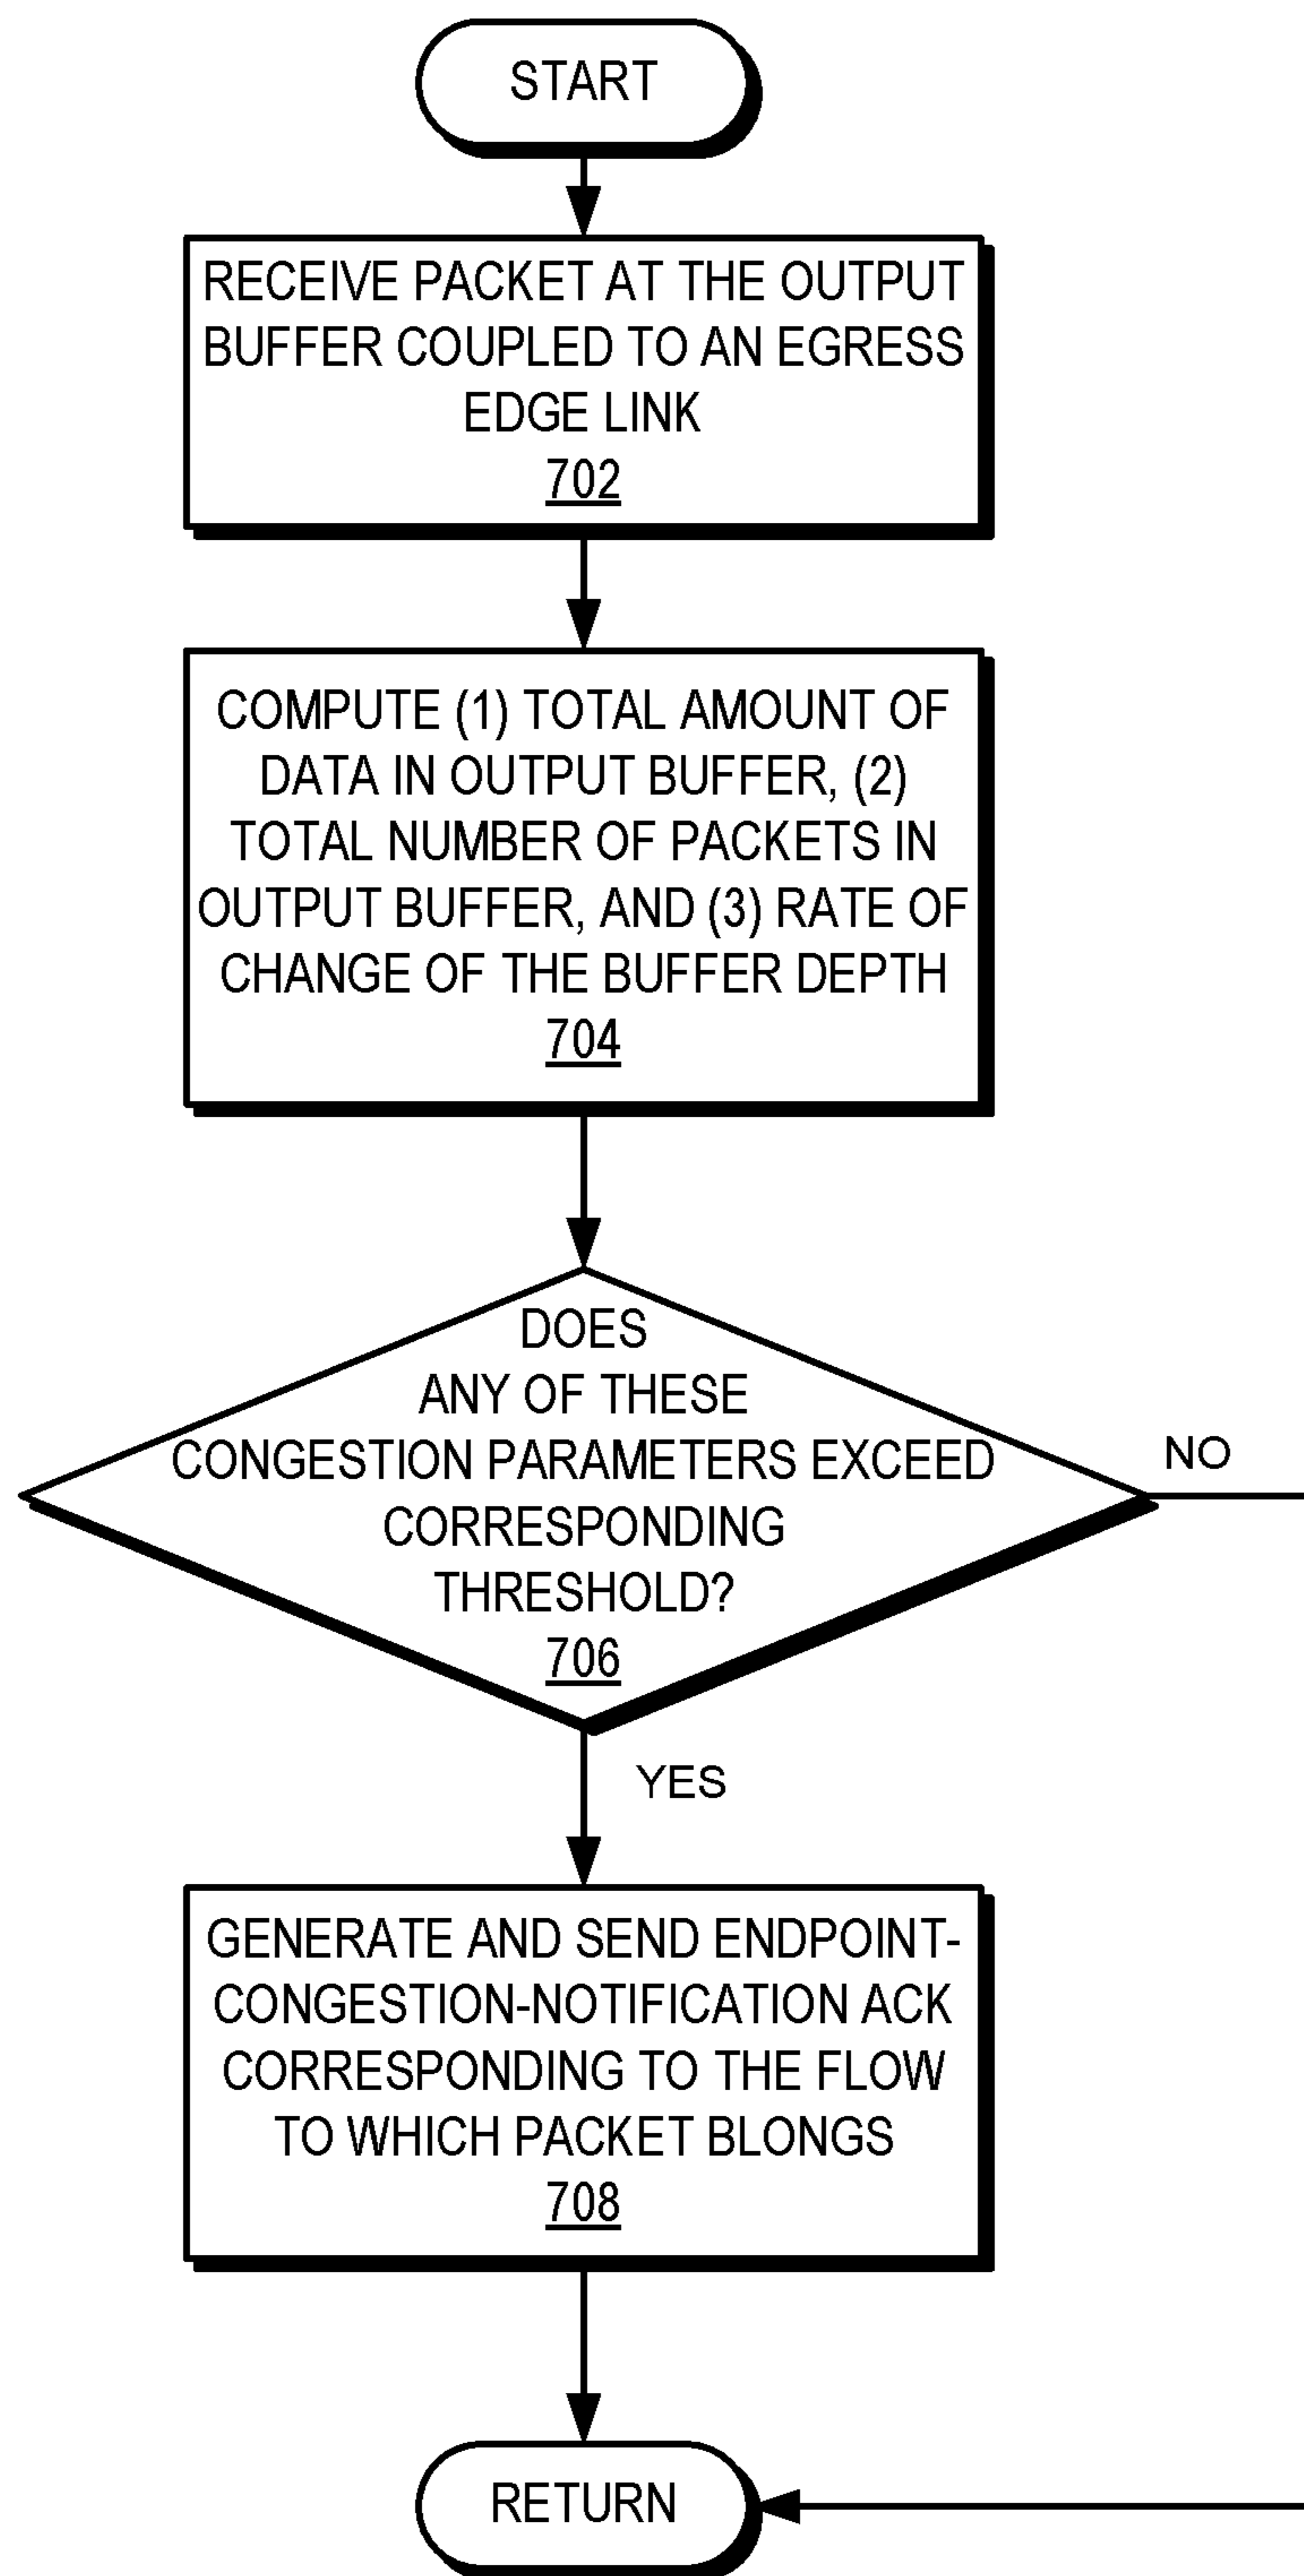 START
RECEIVE PACKET AT THE OUTPUT
BUFFER COUPLED TO AN EGRESS
EDGE LINK
702
COMPUTE (1) TOTAL AMOUNT OF
DATA IN OUTPUT BUFFER, (2)
TOTAL NUMBER OF PACKETS IN
OUTPUT BUFFER, AND (3) RATE OF
CHANGE OF THE BUFFER DEPTH
704
DOES
ANY OF THESE
CONGESTION PARAMETERS EXCEED
CORRESPONDING
THRESHOLD?
706
NO
YES
GENERATE AND SEND ENDPOINT-
CONGESTION-NOTIFICATION ACK
CORRESPONDING TO THE FLOW
TO WHICH PACKET BLONGS
708
RETURN